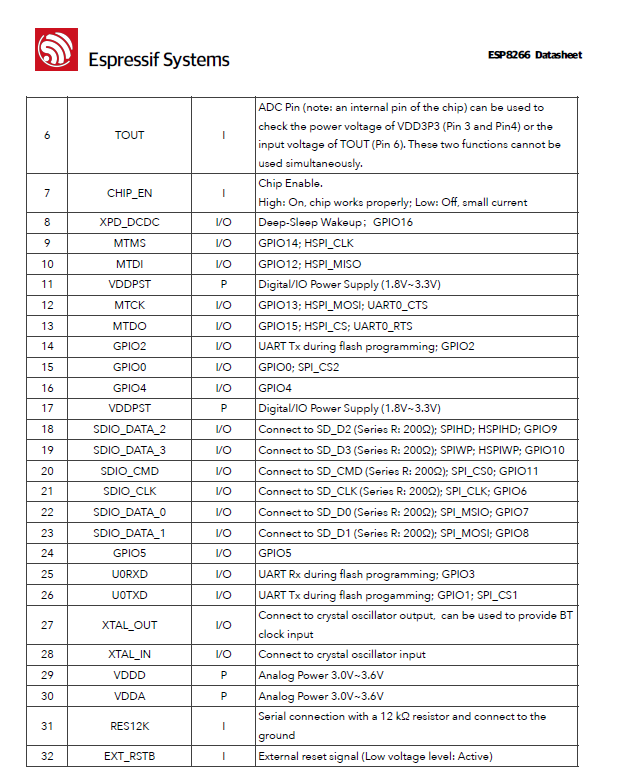 Espressif Systems
ESP8266 Datasheet
6 TOUT I ADC Pin (note: an internal pin of the chip) can be used to
check the power voltage of VDD3P3 (Pin 3 and Pin4) or the
input voltage of TOUT (Pin 6). These two functions cannot be
used simultaneously.
7 CHIP_EN I Chip Enable.
High: On, chip works properly; Low: Off, small current
8 XPD_DCDC I/O Deep-Sleep Wakeup；GPIO16
9 MTMS I/O GPIO14; HSPI_CLK
10 MTDI I/O GPIO12; HSPI_MISO
11 VDDPST P Digital/IO Power Supply (1.8V~3.3V)
12 MTCK I/O GPIO13; HSPI_MOSI; UART0_CTS
13 MTDO I/O GPIO15; HSPI_CS; UART0_RTS
14 GPIO2 I/O UART Tx during flash programming; GPIO2
15 GPIO0 I/O GPIO0; SPI_CS2
16 GPIO4 I/O GPIO4
17 VDDPST P Digital/IO Power Supply (1.8V~3.3V)
18 SDIO_DATA_2 I/O Connect to SD_D2 (Series R: 200Ω); SPIHD; HSPIHD; GPIO9
19 SDIO_DATA_3 I/O Connect to SD_D3 (Series R: 200Ω); SPIWP; HSPIWP; GPIO10
20 SDIO_CMD I/O Connect to SD_CMD (Series R: 200Ω); SPI_CS0; GPIO11
21 SDIO_CLK I/O Connect to SD_CLK (Series R: 200Ω); SPI_CLK; GPIO6
22 SDIO_DATA_0 I/O Connect to SD_D0 (Series R: 200Ω); SPI_MSIO; GPIO7
23 SDIO_DATA_1 I/O Connect to SD_D1 (Series R: 200Ω); SPI_MOSI; GPIO8
24 GPIO5 I/O GPIO5
25 U0RXD I/O UART Rx during flash programming; GPIO3
26 U0TXD I/O UART Tx during flash progamming; GPIO1; SPI_CS1
27 XTAL_OUT I/O Connect to crystal oscillator output, can be used to provide BT
clock input
28 XTAL_IN I/O Connect to crystal oscillator input
29 VDDD P Analog Power 3.0V~3.6V
30 VDDA P Analog Power 3.0V~3.6V
31 RES12K I Serial connection with a 12 kΩ resistor and connect to the
ground
32 EXT_RSTB I External reset signal (Low voltage level: Active)